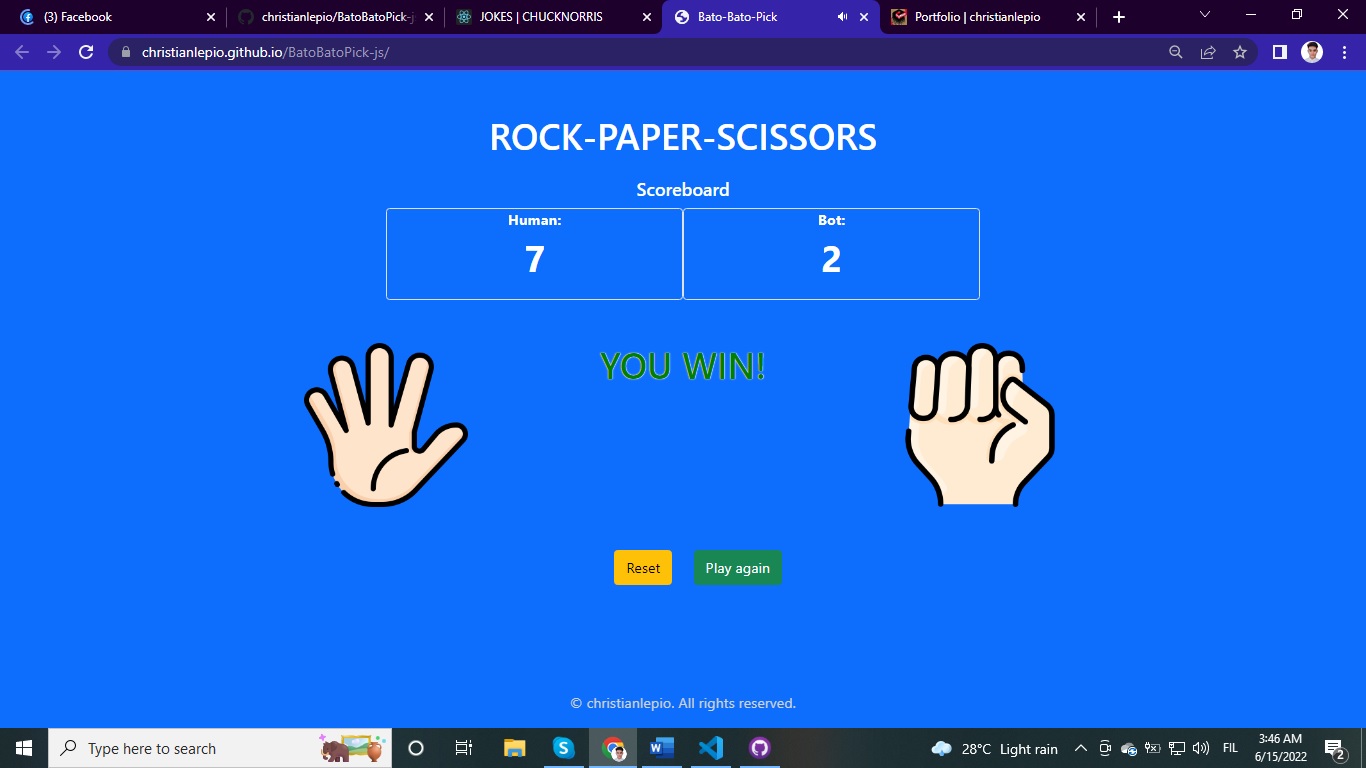 (3) Facebook
christianlepio/BatoBatoPick-js
JOKES | CHUCKNORRIS
Bato-Bato-Pick
Portfolio | christianlepio
christianlepio.github.io/BatoBatoPick-js/
ROCK-PAPER-SCISSORS
Scoreboard
Human:
7
Bot:
2
YOU WIN!
Reset
Play again
© christianlepio. All rights reserved.
Type here to search
28°C Light rain
FIL
3:46 AM
6/15/2022
2